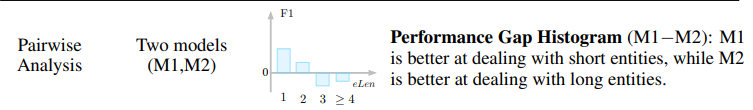 Pairwise
Analysis
Two models
(M1,M2)
F1
0
eLen
1 2 3 ≥ 4
Performance Gap Histogram (M1−M2): M1
is better at dealing with short entities, while M2
is better at dealing with long entities.